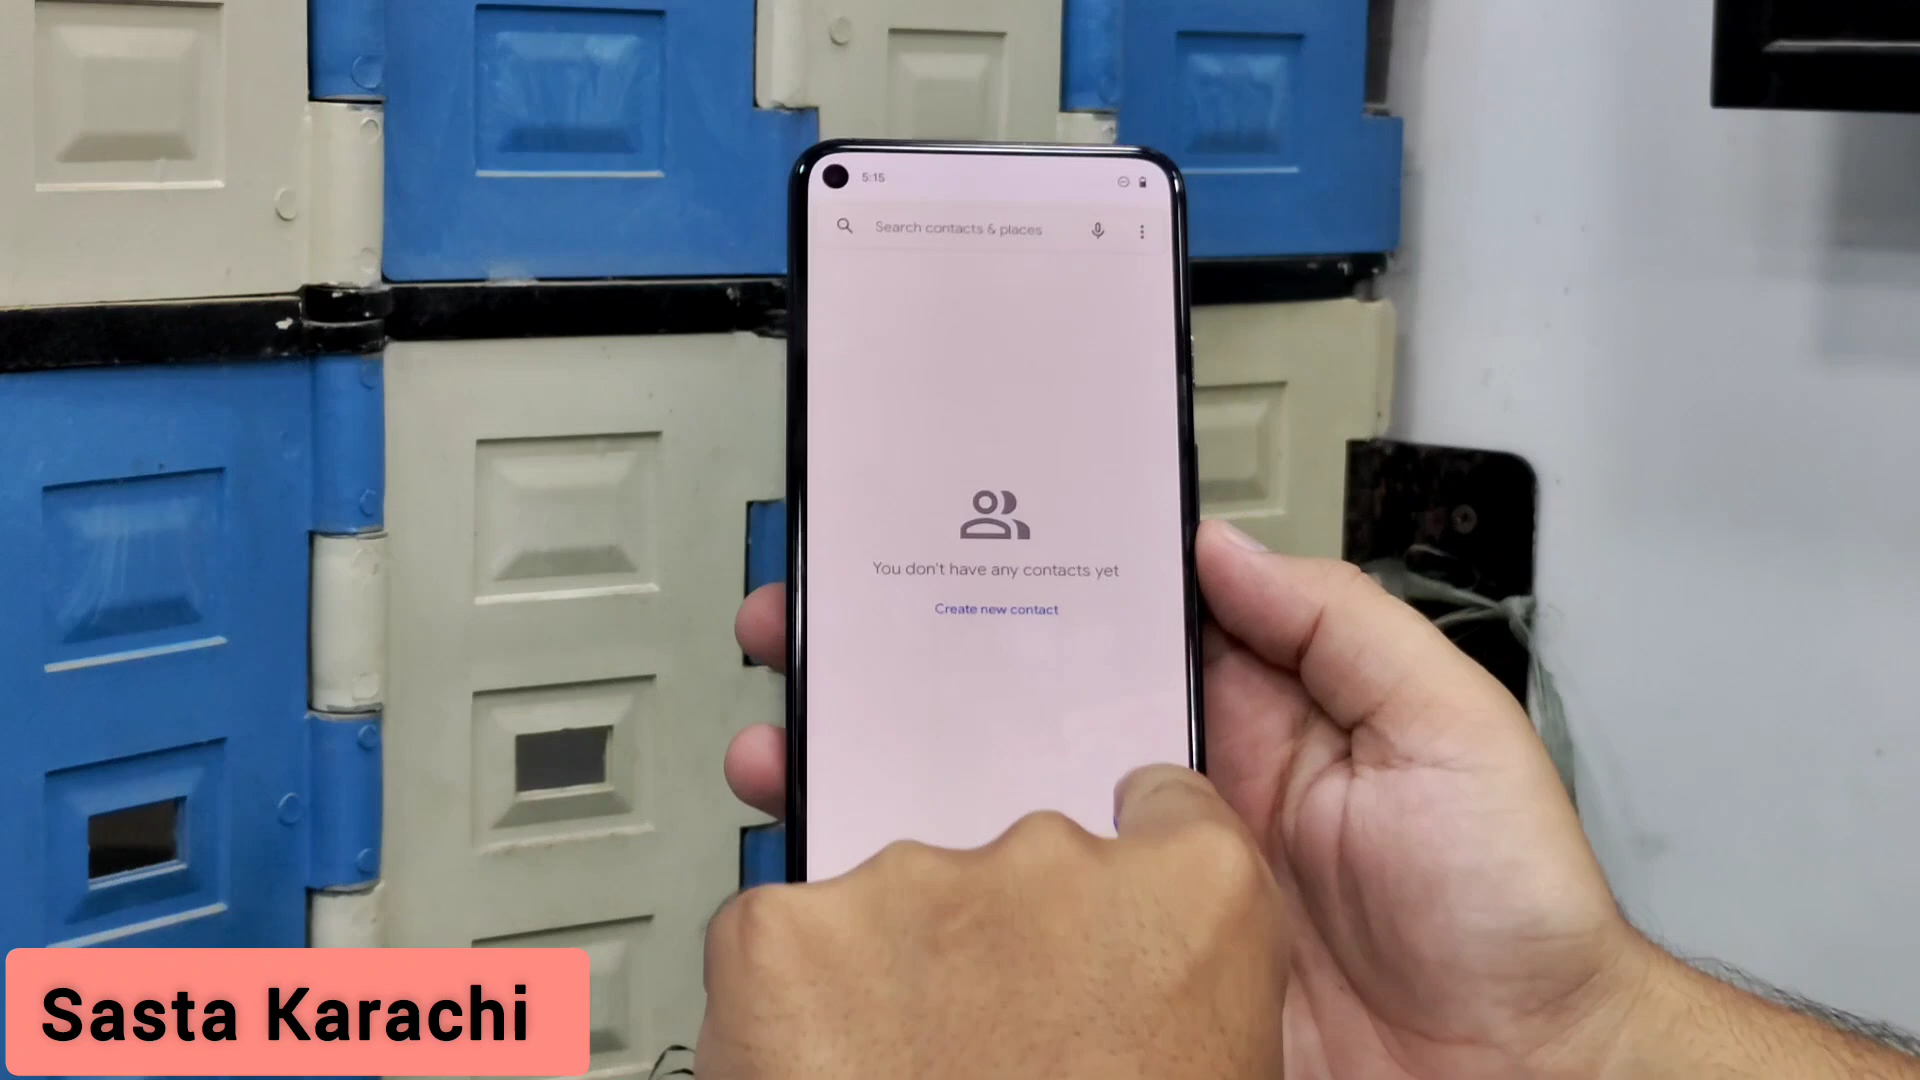 5:15
Search contacts & places
You don't have any contacts yet
Create new contact
Sasta Karachi